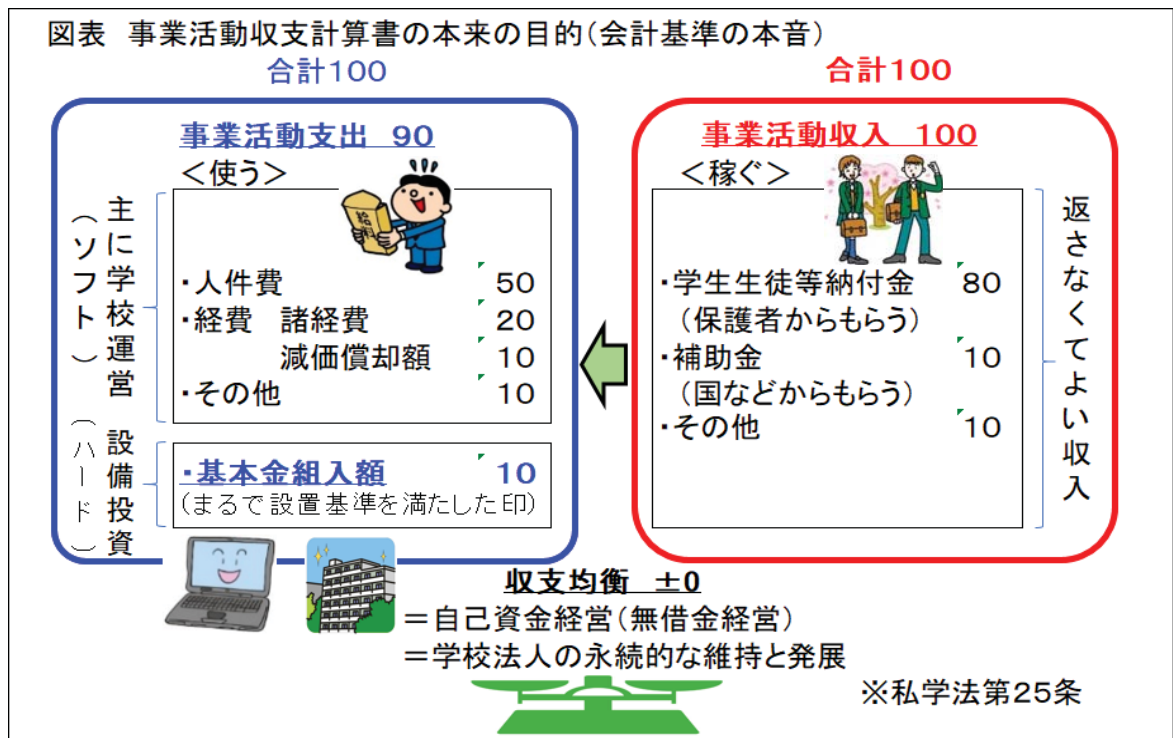 図表 事業活動収支計算書の本来の目的(会計基準の本音)
合計100
事業活動支出 90
<使う>
主に学校運営
(ソフト)
給料
・人件費 50
・経費 諸経費 20
減価償却額 10
・その他 10
設備投資
(ハード)
・基本金組入額 10
(まるで設置基準を満たした印)
合計100
事業活動収入 100
<稼ぐ>
・学生生徒等納付金 80
(保護者からもらう)
・補助金 10
(国などからもらう)
・その他 10
返さなくてよい収入
収支均衡 ±0
=自己資金経営(無借金経営)
=学校法人の永続的な維持と発展
※私学法第25条